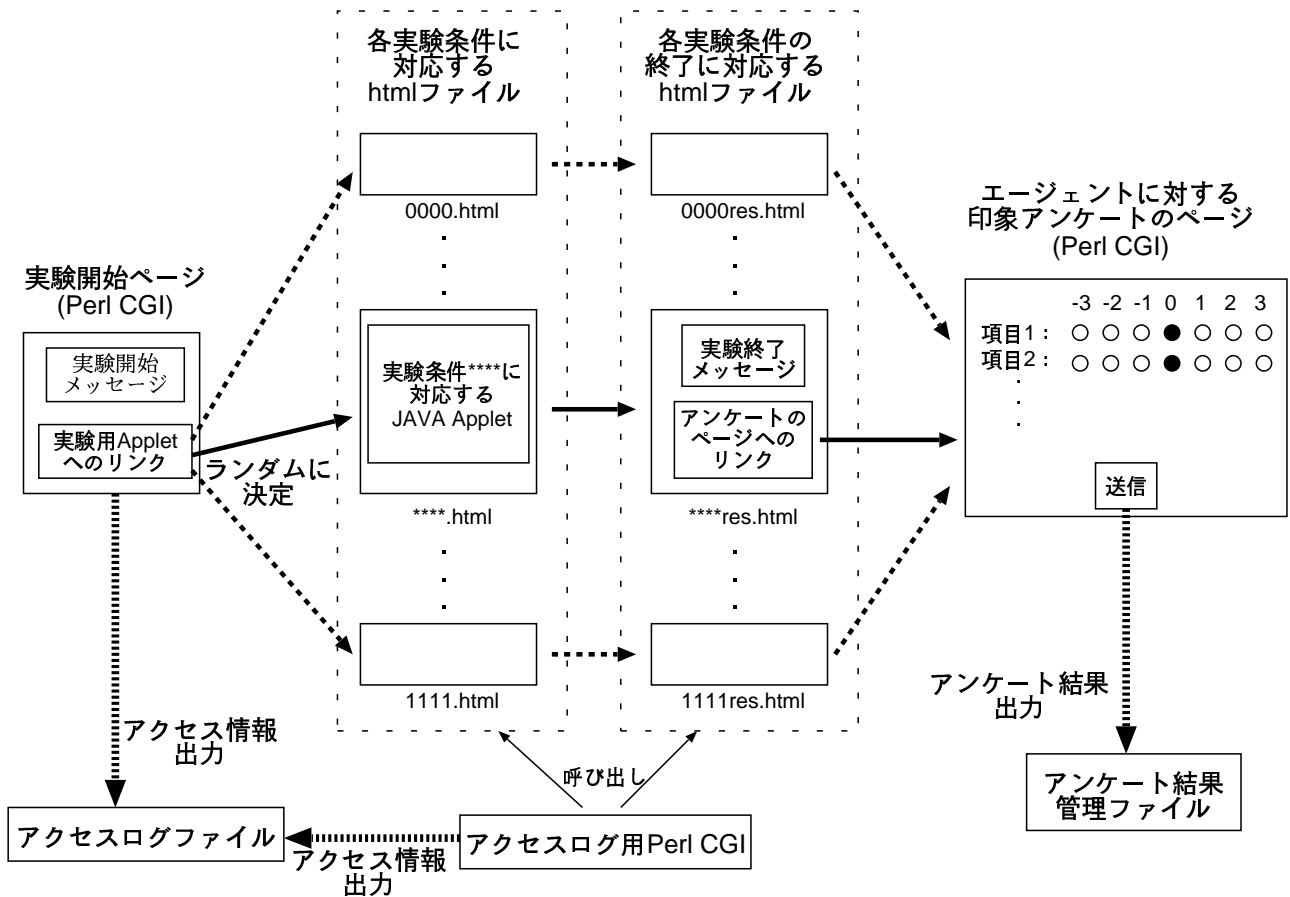 各実験条件に
対応する
htmlファイル
各実験条件の
終了に対応する
htmlファイル
0000.html
0000res.html
エージェントに対する
印象アンケートのページ
(Perl CGI)
実験開始ページ
(Perl CGI)
実験開始
メッセージ
実験用Applet
へのリンク
ランダムに
決定
実験条件****に
対応する
JAVA Applet
****.html
実験終了
メッセージ
アンケートの
ページへの
リンク
****res.html
-3 -2 -1 0 1 2 3
項目1：
項目2：
送信
1111.html
1111res.html
アクセス情報
出力
アンケート結果
出力
呼び出し
アクセスログファイル
アクセス情報
出力
アクセスログ用Perl CGI
アンケート結果
管理ファイル